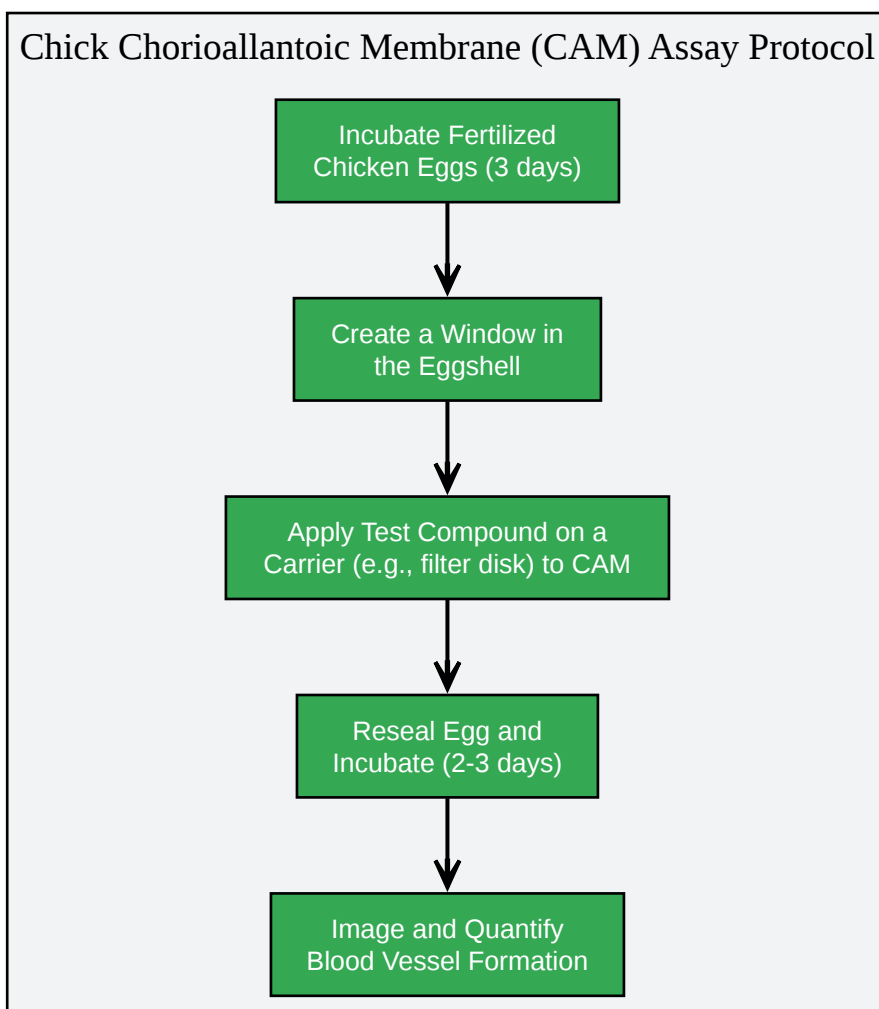 Chick Chorioallantoic Membrane (CAM) Assay Protocol
Incubate Fertilized
Chicken Eggs (3 days)
Create a Window in
the Eggshell
Apply Test Compound on a
Carrier (e.g., filter disk) to CAM
Reseal Egg and
Incubate (2-3 days)
Image and Quantify
Blood Vessel Formation